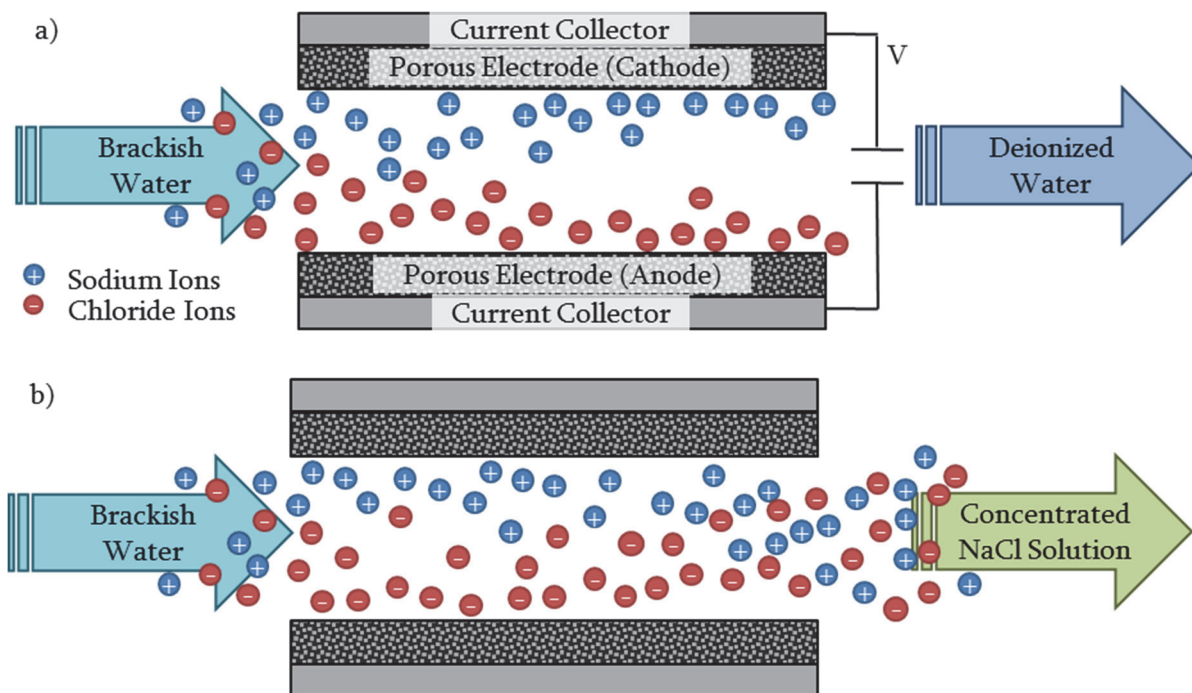 a)
Current Collector
Porous Electrode (Cathode)
V
Brackish
Water
Deionized
Water
Porous Electrode (Anode)
Current Collector
Sodium Ions
Chloride Ions
b)
Brackish
Water
Concentrated
NaCl Solution